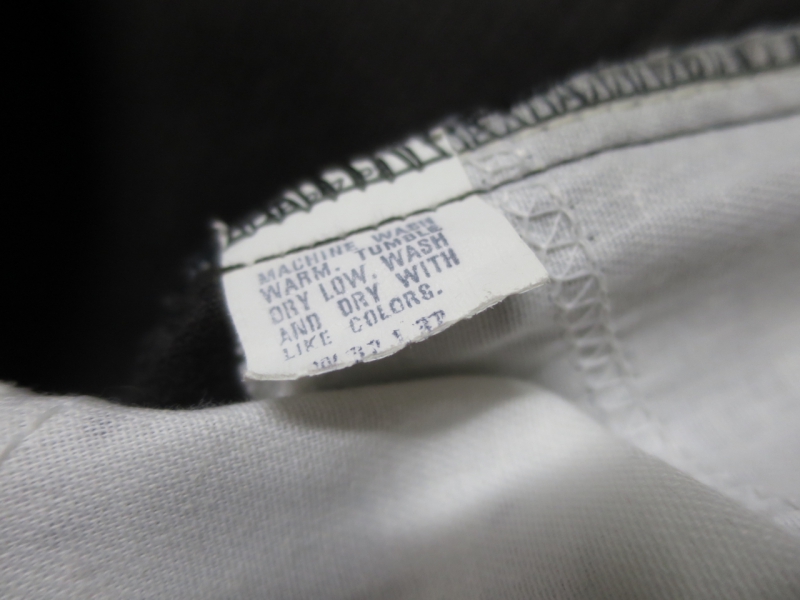 MACHINE WASH
WARM. TUMBLE
DRY LOW. WASH
AND DRY WITH
LIKE COLORS.